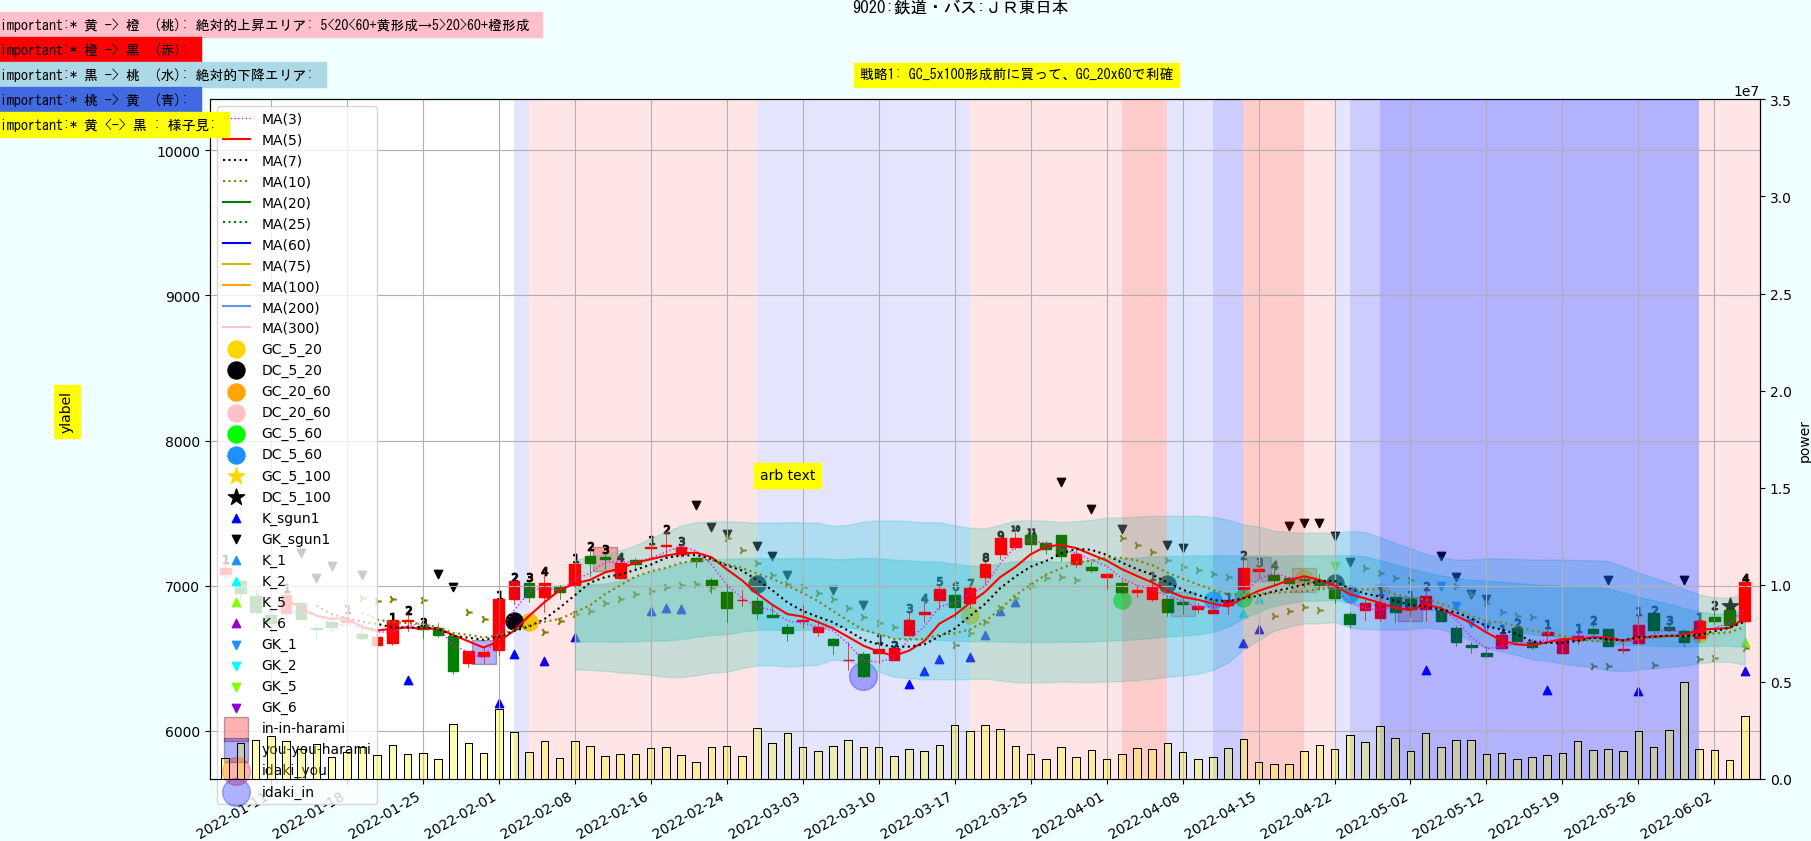 9020:鉄道・バス:ＪＲ東日本
important:* 黄 -> 橙 （桃）: 絶対的上昇エリア: 5<20<60+黄形成→5>20>60+橙形成
important:* 橙 -> 黒 （赤）:
important:* 黒 -> 桃 （水）: 絶対的下降エリア:
戦略1: GC_5x100形成前に買って、GC_20x60で利確
important:* 桃 -> 黄 （青）:
important:* 黄 <-> 黒 : 様子見:
1e7
MA(3)
MA(5)
MA(7)
MA(10)
MA(20)
MA(25)
MA(60)
MA(75)
MA(100)
MA(200)
MA(300)
GC_5_20
DC_5_20
GC_20_60
DC_20_60
GC_5_60
DC_5_60
GC_5_100
DC_5_100
K_sgun1
GK_sgun1
K_1
K_2
K_5
K_6
GK_1
GK_2
GK_5
GK_6
in-in-harami
you-you-harami
idaki_you
idaki_in
10000
9000
8000
7000
6000
ylabel
arb text
3.5
3.0
2.5
2.0
1.5
1.0
0.5
0.0
power
2022-01-11
2022-01-18
2022-01-25
2022-02-01
2022-02-08
2022-02-16
2022-02-24
2022-03-03
2022-03-10
2022-03-17
2022-03-25
2022-04-01
2022-04-08
2022-04-15
2022-04-22
2022-05-02
2022-05-12
2022-05-19
2022-05-26
2022-06-02